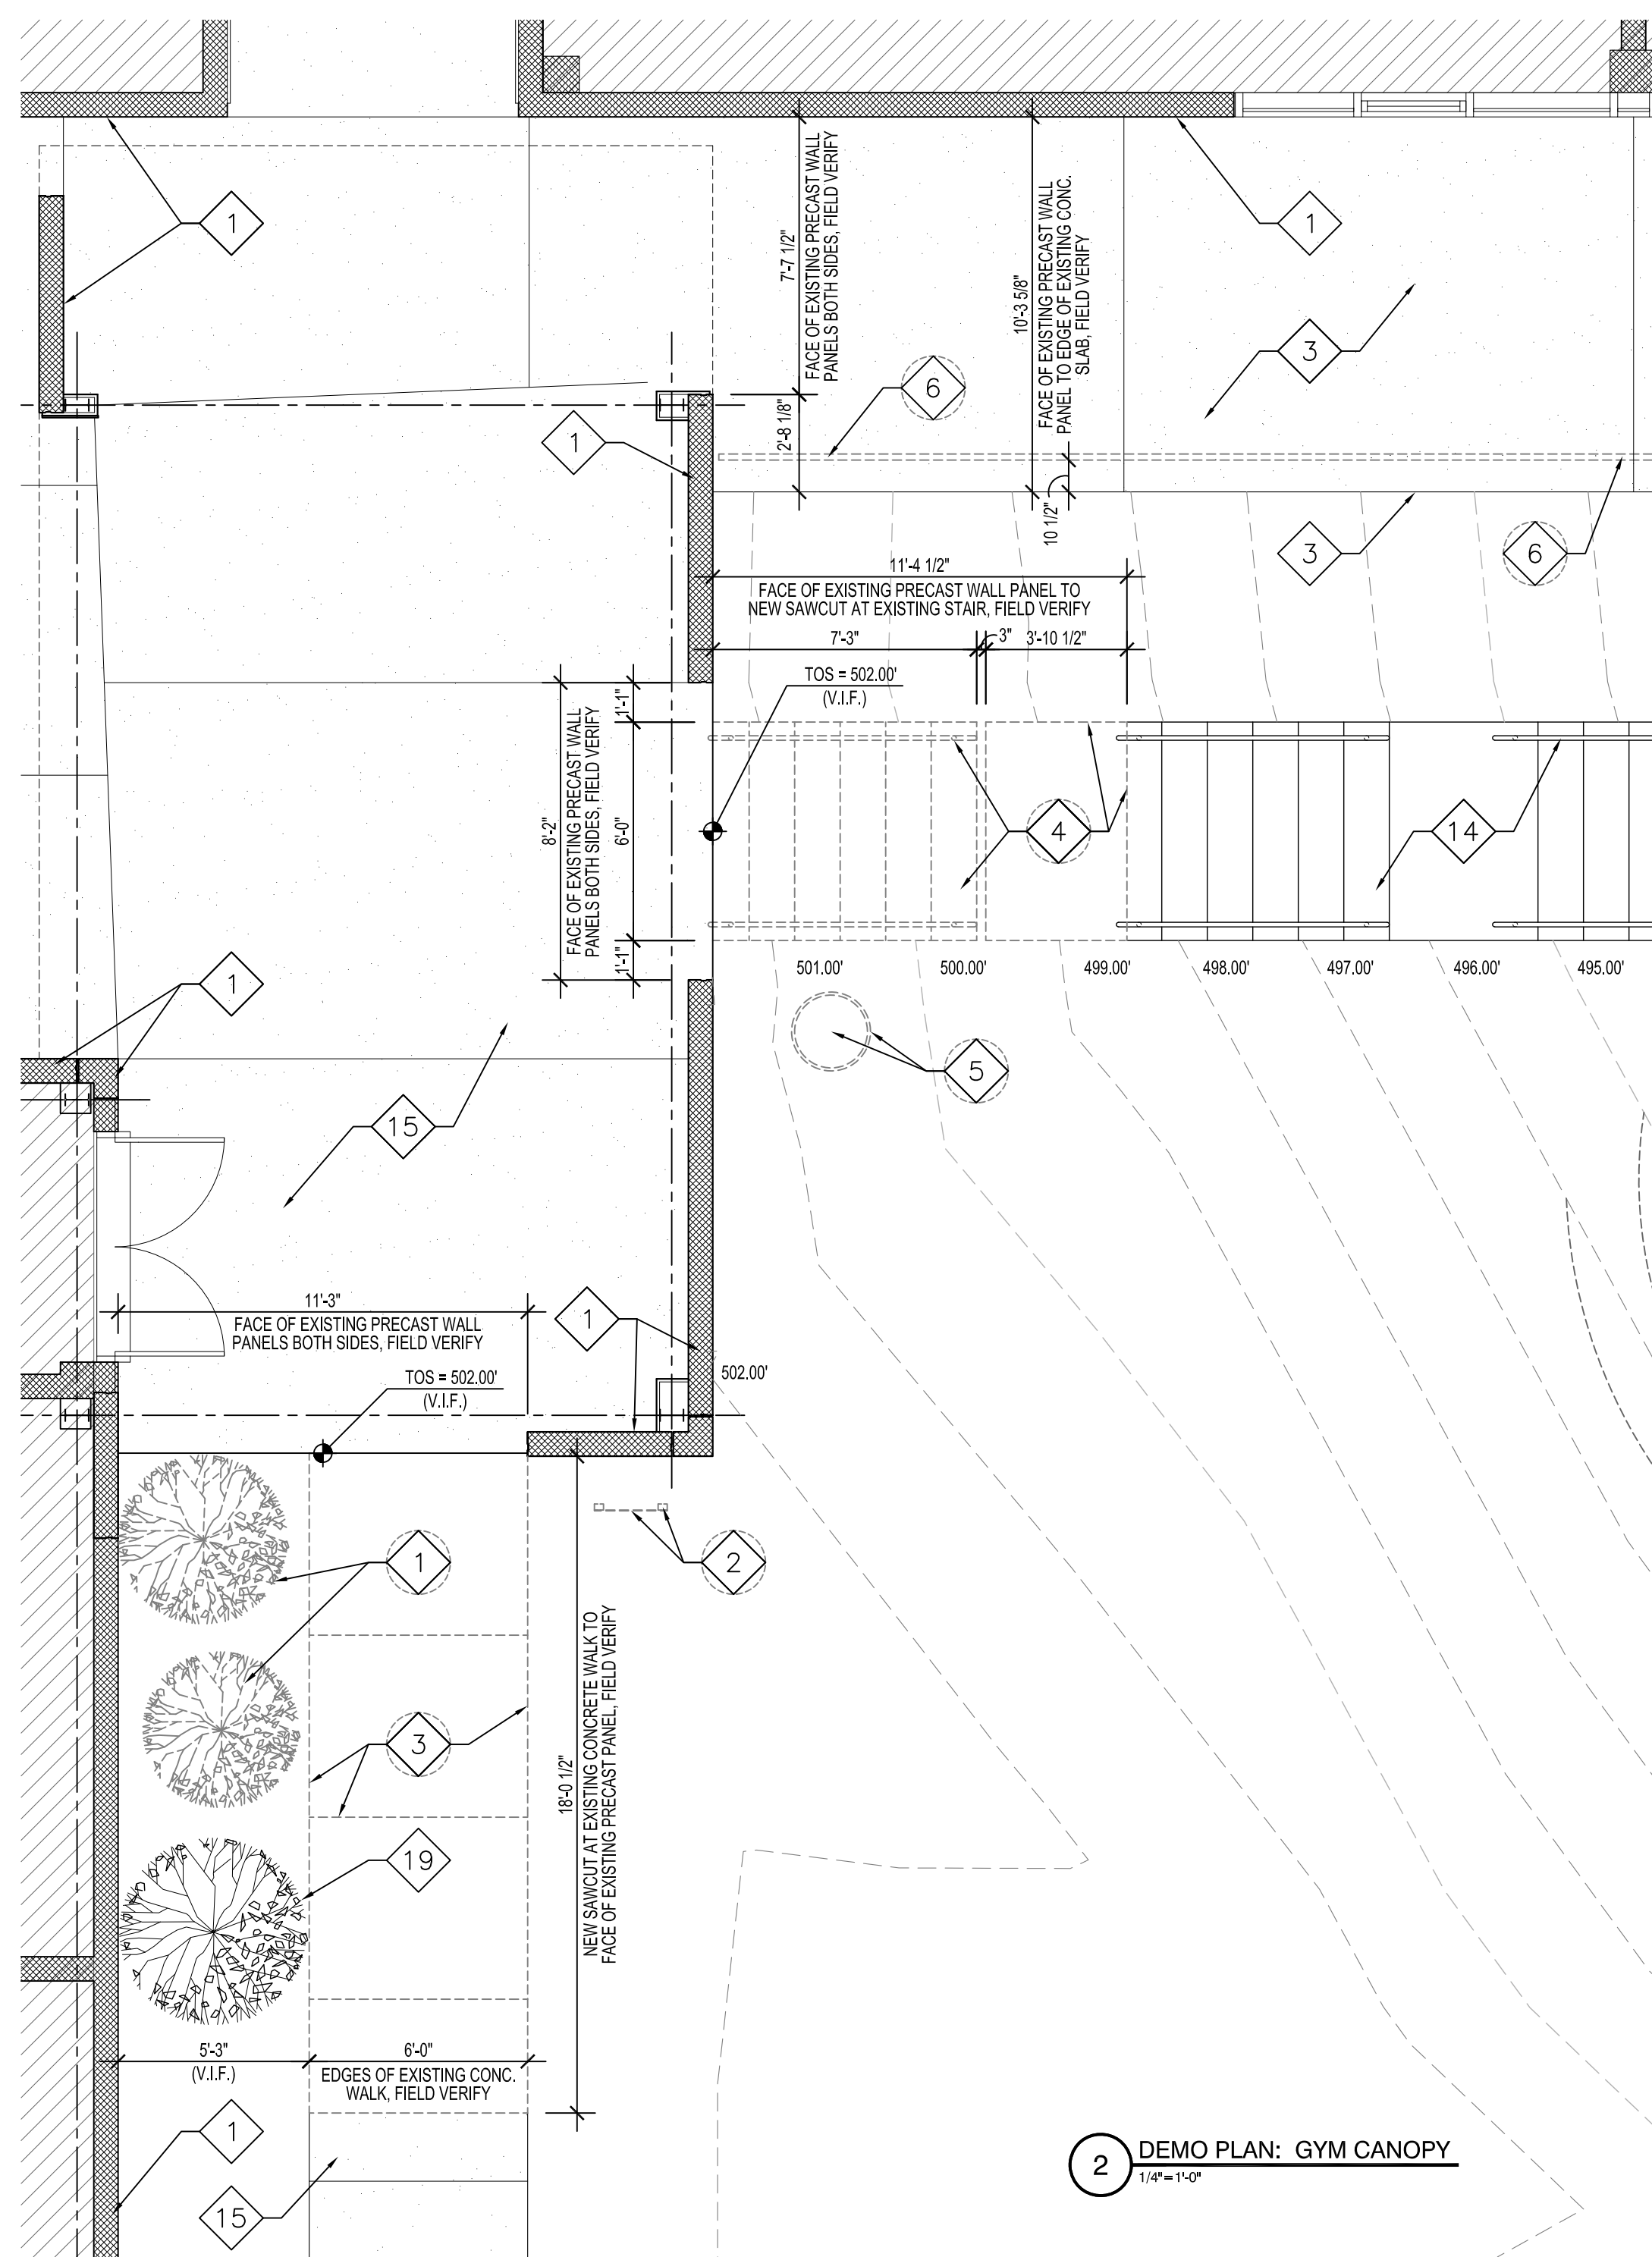 7'-7 1/2"
FACE OF EXISTING PRECAST WALL
PANELS BOTH SIDES, FIELD VERIFY
10'-3 5/8"
FACE OF EXISTING PRECAST WALL
PANEL TO EDGE OF EXISTING CONC.
SLAB, FIELD VERIFY
1
1
3
6
2'-8 1/8"
1
10 1/2"
3
6
11'-4 1/2"
FACE OF EXISTING PRECAST WALL PANEL TO
NEW SAWCUT AT EXISTING STAIR, FIELD VERIFY
7'-3"
3"
3'-10 1/2"
TOS = 502.00'
(V.I.F.)
1'-1"
8'-2"
FACE OF EXISTING PRECAST WALL
PANELS BOTH SIDES, FIELD VERIFY
6'-0"
1'-1"
4
14
501.00'
500.00'
499.00'
498.00'
497.00'
496.00'
495.00'
1
5
15
11'-3"
FACE OF EXISTING PRECAST WALL
PANELS BOTH SIDES, FIELD VERIFY
1
TOS = 502.00'
(V.I.F.)
502.00'
1
2
3
18'-0 1/2"
NEW SAWCUT AT EXISTING CONCRETE WALK TO
FACE OF EXISTING PRECAST PANEL, FIELD VERIFY
19
5'-3"
(V.I.F.)
6'-0"
EDGES OF EXISTING CONC.
WALK, FIELD VERIFY
1
15
2
DEMO PLAN: GYM CANOPY
1/4"=1'-0"